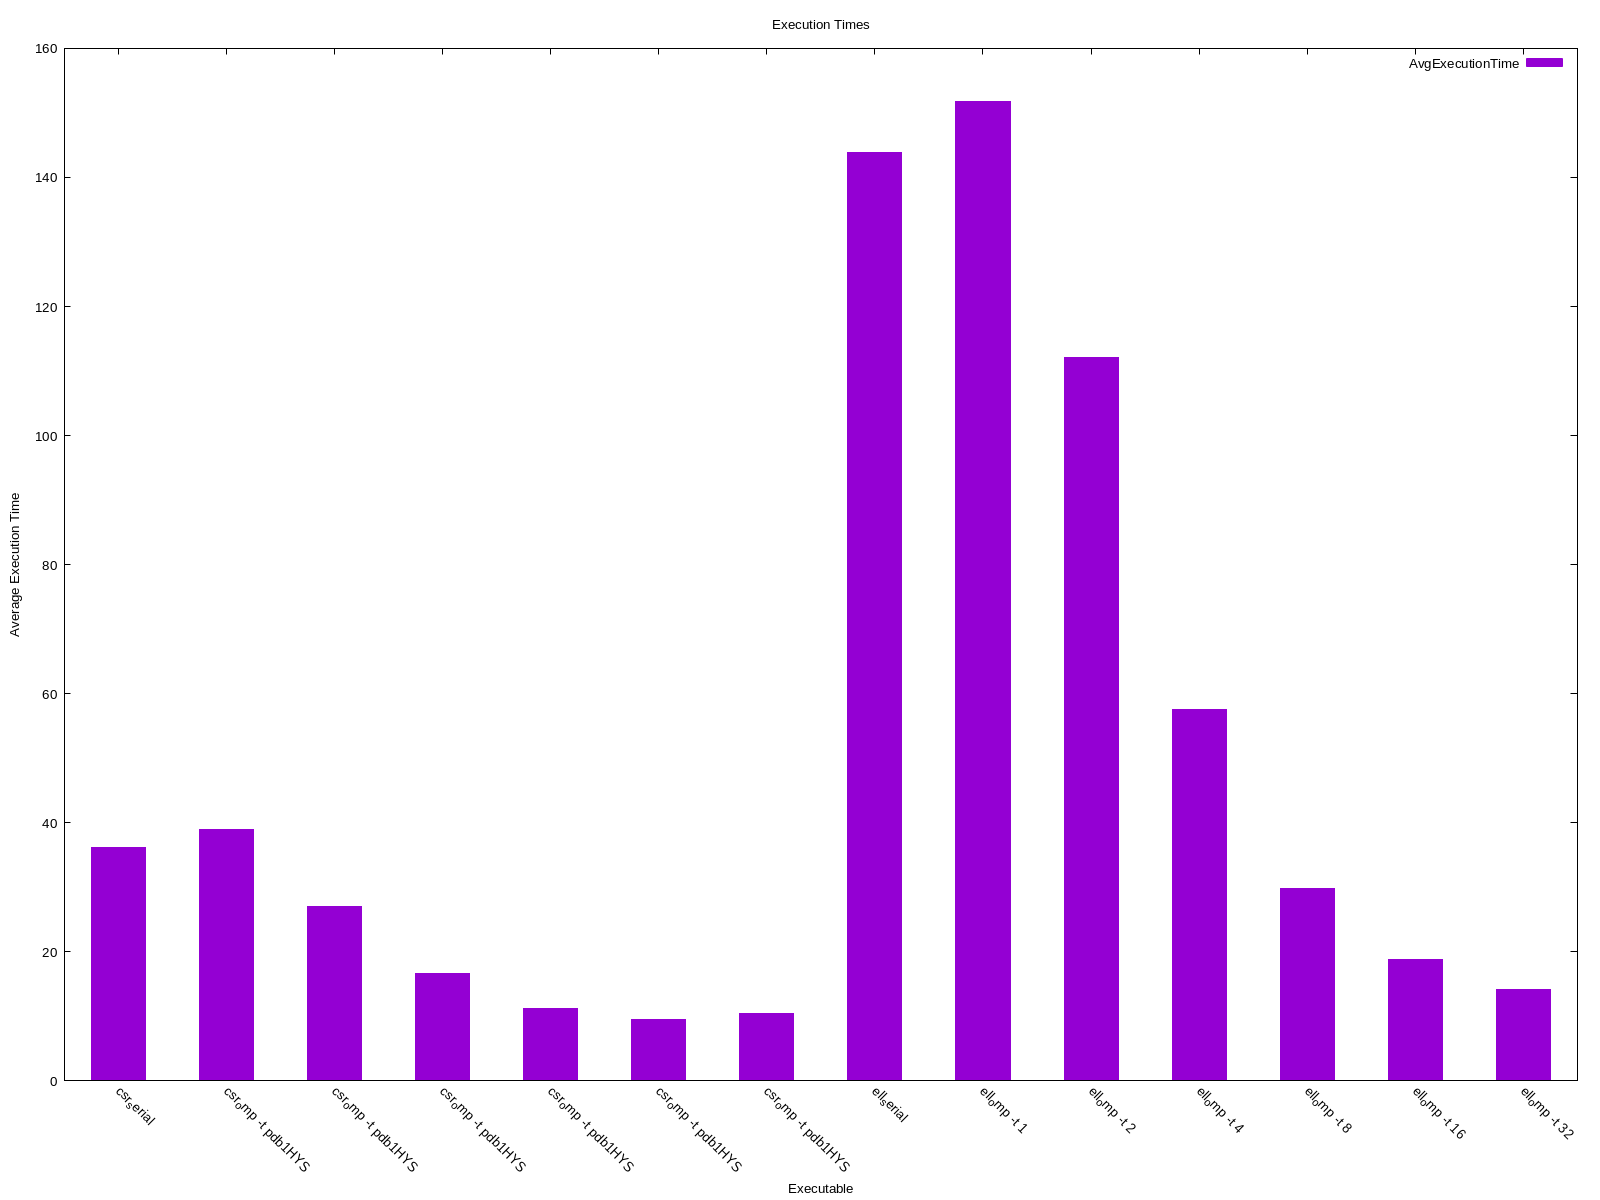 Execution Times
AvgExecutionTime
160
140
120
100
80
60
40
20
0
Average Execution Time
csrserial
csromp -t pdb1HYS
csromp -t pdb1HYS
csromp -t pdb1HYS
csromp -t pdb1HYS
csromp -t pdb1HYS
csromp -t pdb1HYS
ellserial
ellomp -t 1
ellomp -t 2
ellomp -t 4
ellomp -t 8
ellomp -t 16
ellomp -t 32
Executable